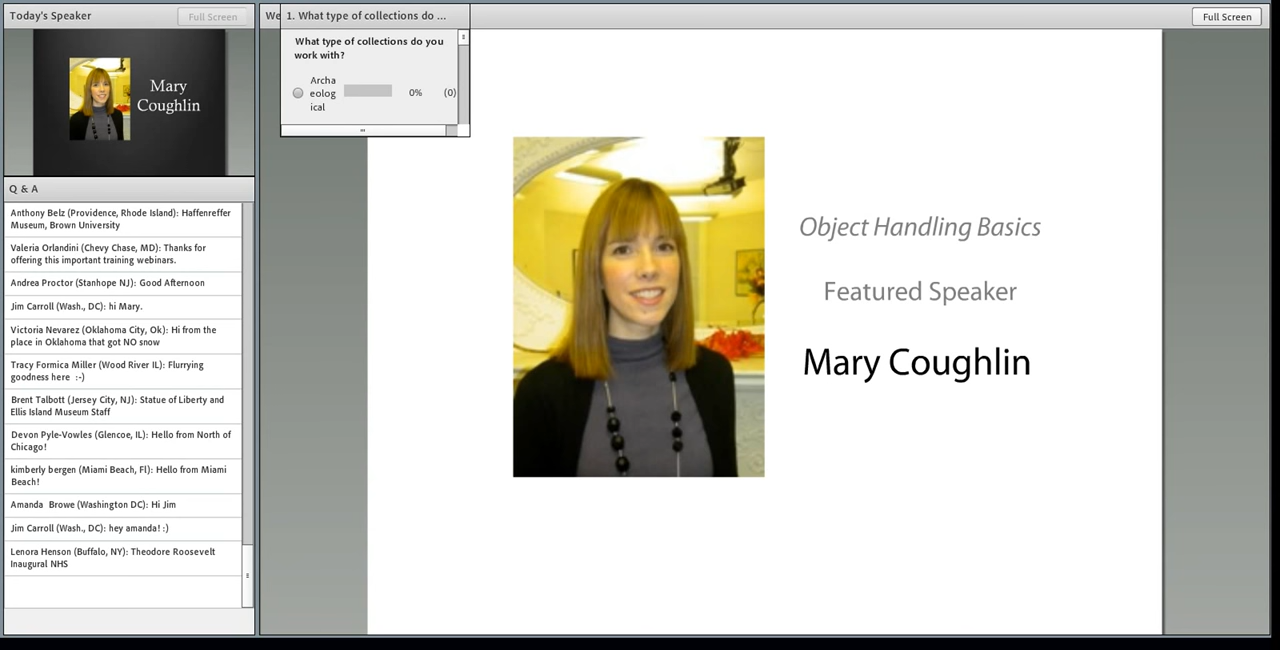 Today's Speaker
Full Screen
Mary
Coughlin
Q & A
Anthony Belz (Providence, Rhode Island): Haffenreffer
Museum, Brown University
Valeria Orlandini (Chevy Chase, MD): Thanks for
offering this important training webinars.
Andrea Proctor (Stanhope NJ): Good Afternoon
Jim Carroll (Wash., DC): hi Mary.
Victoria Nevarez (Oklahoma City, Ok): Hi from the
place in Oklahoma that got NO snow
Tracy Formica Miller (Wood River IL): Flurrying
goodness here  :-)
Brent Talbott (Jersey City, NJ): Statue of Liberty and
Ellis Island Museum Staff
Devon Pyle-Vowles (Glencoe, IL): Hello from North of
Chicago!
kimberly bergen (Miami Beach, Fl): Hello from Miami
Beach!
Amanda  Browe (Washington DC): Hi Jim
Jim Carroll (Wash., DC): hey amanda! :)
Lenora Henson (Buffalo, NY): Theodore Roosevelt
Inaugural NHS
We
1. What type of collections do ...
Full Screen
What type of collections do you
work with?
Archa
eolog
ical
0%
(0)
Object Handling Basics
Featured Speaker
Mary Coughlin